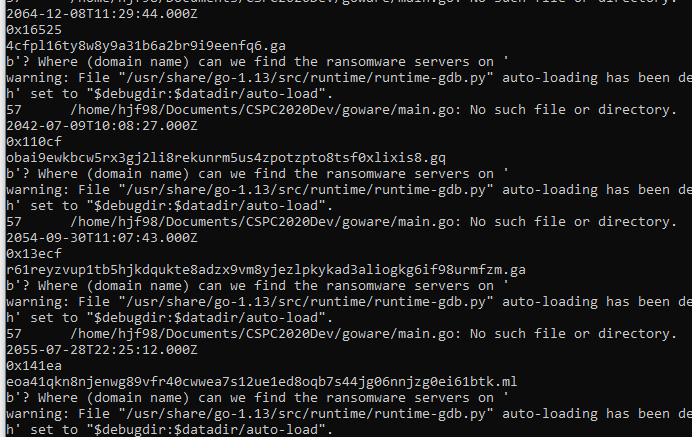 57      /home/hjf98/Documents/CSPC2020Dev/goware/main.go: No such file or directory.
2064-12-08T11:29:44.000Z
0x16525
4cfpl16ty8w8y9a31b6a2br9i9eenfq6.ga
b'? Where (domain name) can we find the ransomware servers on '
warning: File "/usr/share/go-1.13/src/runtime/runtime-gdb.py" auto-loading has been de
h' set to "$debugdir:$datadir/auto-load".
57      /home/hjf98/Documents/CSPC2020Dev/goware/main.go: No such file or directory.
2042-07-09T10:08:27.000Z
0x110cf
obai9ewkbcw5rx3gj2li8rekunrm5us4zpotzpto8tsf0xlixis8.gq
b'? Where (domain name) can we find the ransomware servers on '
warning: File "/usr/share/go-1.13/src/runtime/runtime-gdb.py" auto-loading has been de
h' set to "$debugdir:$datadir/auto-load".
57      /home/hjf98/Documents/CSPC2020Dev/goware/main.go: No such file or directory.
2054-09-30T11:07:43.000Z
0x13ecf
r61reyzvup1tb5hjkdqukte8adzx9vm8yjezlpkykad3aliogkg6if98urmfzm.ga
b'? Where (domain name) can we find the ransomware servers on '
warning: File "/usr/share/go-1.13/src/runtime/runtime-gdb.py" auto-loading has been de
h' set to "$debugdir:$datadir/auto-load".
57      /home/hjf98/Documents/CSPC2020Dev/goware/main.go: No such file or directory.
2055-07-28T22:25:12.000Z
0x141ea
eoa41qkn8njenwg89vfr40cwwea7s12ue1ed8oqb7s44jg06nnjzg0ei61btk.ml
b'? Where (domain name) can we find the ransomware servers on '
warning: File "/usr/share/go-1.13/src/runtime/runtime-gdb.py" auto-loading has been de
h' set to "$debugdir:$datadir/auto-load".